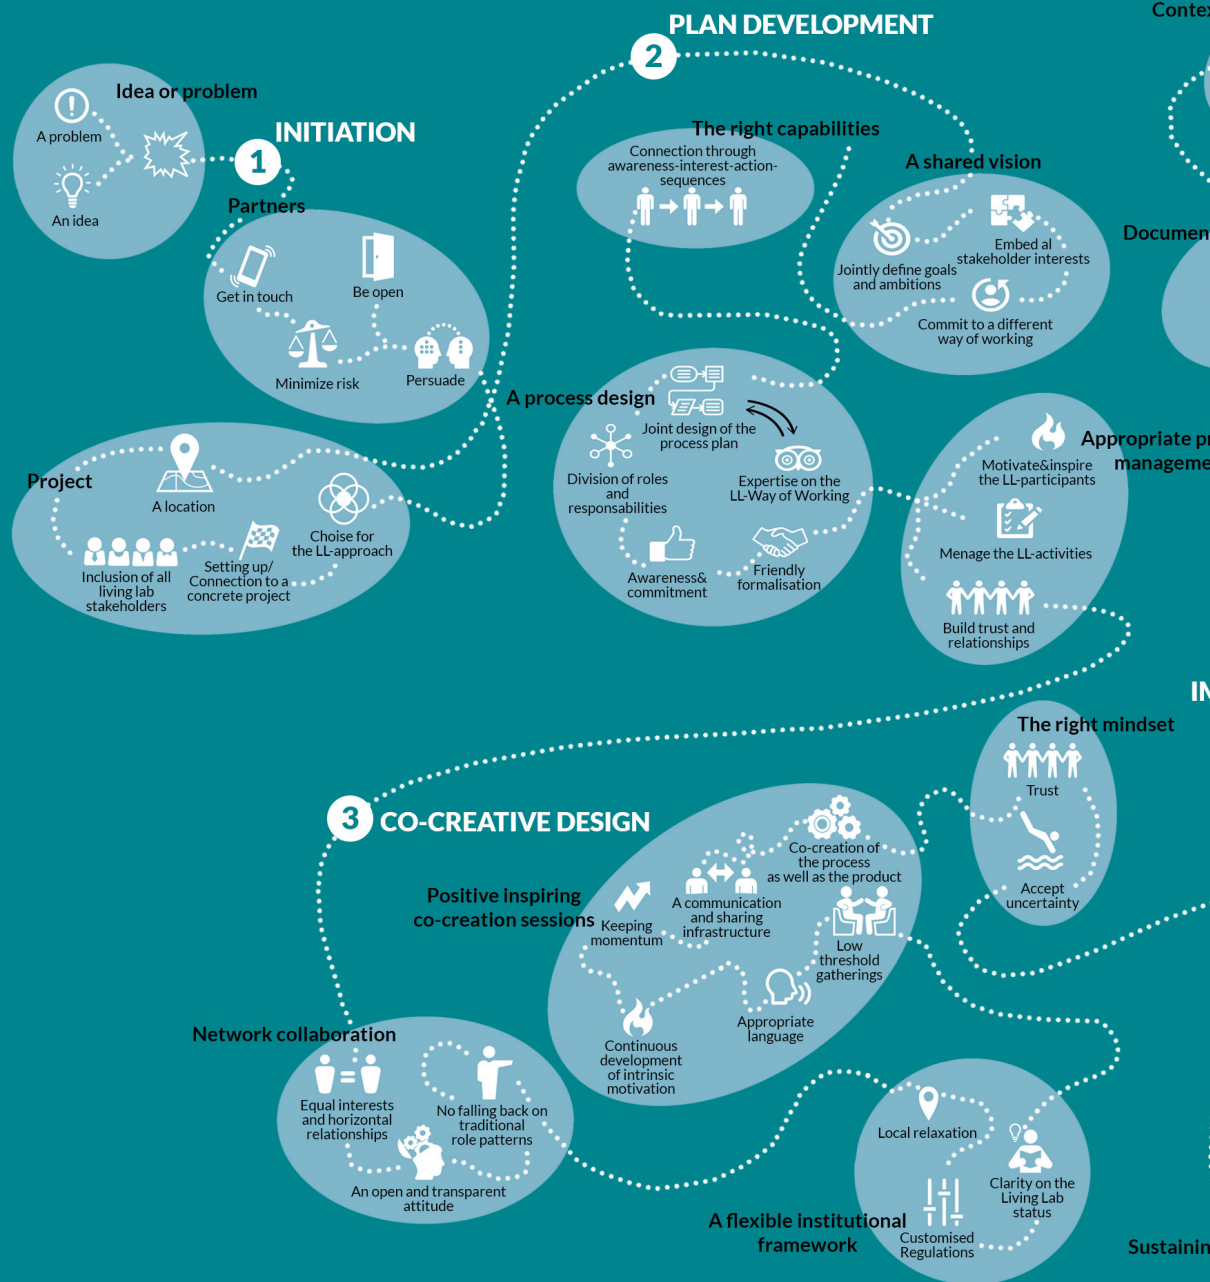 Idea or problem
A problem
An idea
1
INITIATION
Partners
Get in touch
Be open
Minimize risk
Persuade
Project
A location
Choise for
the LL-approach
Setting up/
Connection to a
concrete project
Inclusion of all
living lab
stakeholders
2
PLAN DEVELOPMENT
The right capabilities
Connection through
awareness-interest-action-
sequences
A shared vision
Jointly define goals
and ambitions
Embed al
stakeholder interests
Commit to a different
way of working
A process design
Joint design of the
process plan
Division of roles
and
responsabilities
Expertise on the
LL-Way of Working
Awareness&
commitment
Friendly
formalisation
Appropriate pr
manageme
Motivate&inspire
the LL-participants
Menage the LL-activities
Build trust and
relationships
3
CO-CREATIVE DESIGN
Positive inspiring
co-creation sessions
Keeping
momentum
A communication
and sharing
infrastructure
Co-creation of
the process
as well as the product
Low
threshold
gatherings
Appropriate
language
Continuous
development
of intrinsic
motivation
Network collaboration
Equal interests
and horizontal
relationships
No falling back on
traditional
role patterns
An open and transparent
attitude
The right mindset
Trust
Accept
uncertainty
A flexible institutional
framework
Local relaxation
Clarity on the
Living Lab
status
Customised
Regulations
Contex
Documen
IM
Sustainin